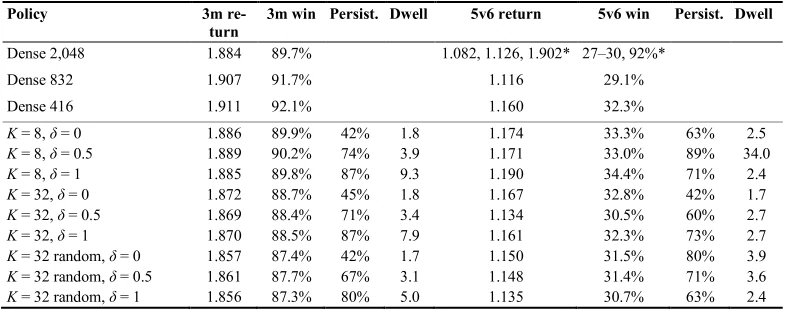 Policy 3m re- 3m win Persist. Dwell 5v6 return 5v6 win Persist. Dwell
turn
Dense 2,048 1.884 89.7% 1.082, 1.126, 1.902* 27–30, 92%*
Dense 832 1.907 91.7% 1.116 29.1%
Dense 416 1.911 92.1% 1.160 32.3%
K = 8, δ = 0 1.886 89.9% 42% 1.8 1.174 33.3% 63% 2.5
K = 8, δ = 0.5 1.889 90.2% 74% 3.9 1.171 33.0% 89% 34.0
K = 8, δ = 1 1.885 89.8% 87% 9.3 1.190 34.4% 71% 2.4
K = 32, δ = 0 1.872 88.7% 45% 1.8 1.167 32.8% 42% 1.7
K = 32, δ = 0.5 1.869 88.4% 71% 3.4 1.134 30.5% 60% 2.7
K = 32, δ = 1 1.870 88.5% 87% 7.9 1.161 32.3% 73% 2.7
K = 32 random, δ = 0 1.857 87.4% 42% 1.7 1.150 31.5% 80% 3.9
K = 32 random, δ = 0.5 1.861 87.7% 67% 3.1 1.148 31.4% 71% 3.6
K = 32 random, δ = 1 1.856 87.3% 80% 5.0 1.135 30.7% 63% 2.4